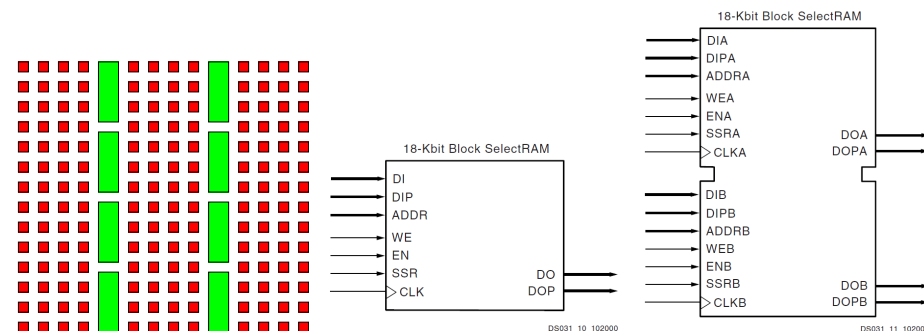 18-Kbit Block SelectRAM
DI
DIP
ADDR
WE
EN
SSR
CLK
DO
DOP
DS031_10_102000
18-Kbit Block SelectRAM
DIA
DIPA
ADDRA
WEA
ENA
SSRA
CLKA
DOA
DOPA
DIB
DIPB
ADDRB
WEB
ENB
SSRB
CLKB
DOB
DOPB